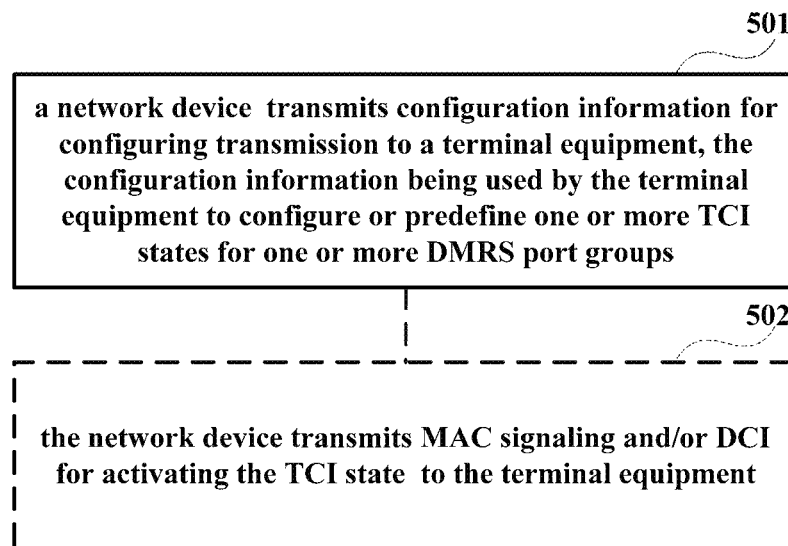 501
a network device transmits configuration information for
configuring transmission to a terminal equipment, the
configuration information being used by the terminal
equipment to configure or predefine one or more TCI
states for one or more DMRS port groups
502
the network device transmits MAC signaling and/or DCI
for activating the TCI state to the terminal equipment